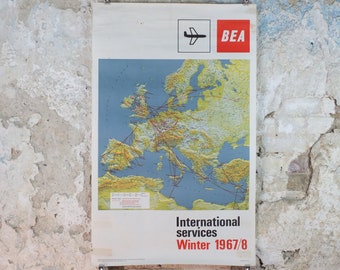 BEA
International
services
Winter 1967/8